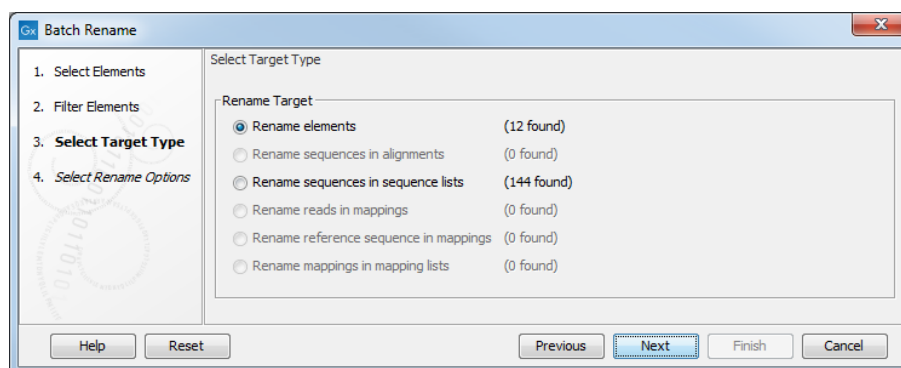 Gx Batch Rename
1. Select Elements
2. Filter Elements
3. Select Target Type
4. Select Rename Options
Select Target Type
Rename Target
Rename elements (12 found)
Rename sequences in alignments (0 found)
Rename sequences in sequence lists (144 found)
Rename reads in mappings (0 found)
Rename reference sequence in mappings (0 found)
Rename mappings in mapping lists (0 found)
Help Reset Previous Next Finish Cancel